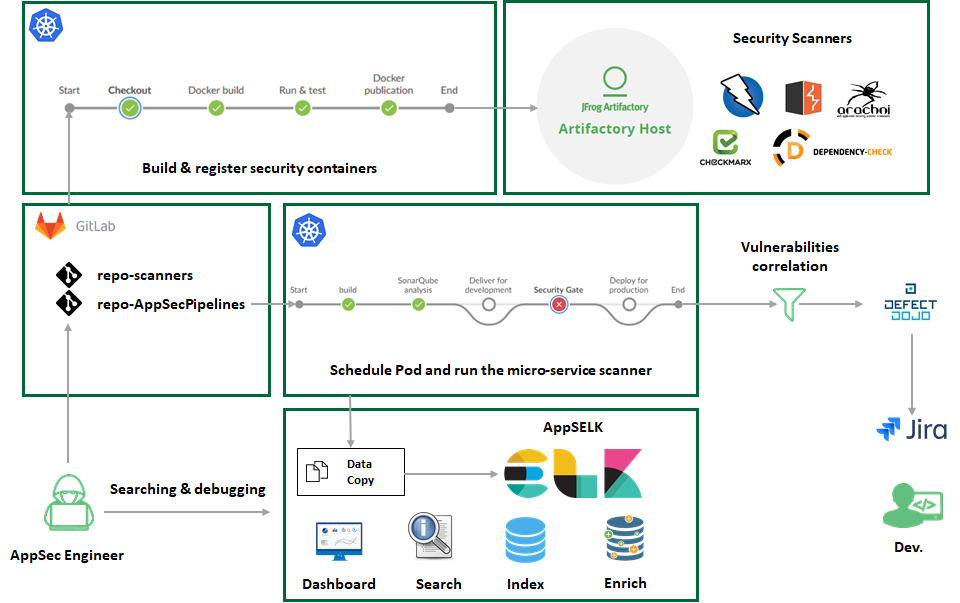 Security Scanners
Start
Checkout
Docker build
Run & test
Docker
publication
End
JFrog Artifactory
Artifactory Host
arachni
CHECKMARX
DEPENDENCY-CHECK
Build & register security containers
GitLab
repo-scanners
repo-AppSecPipelines
Start
build
SonarQube
analysis
Deliver for
development
Security Gate
Deploy for
production
End
Schedule Pod and run the micro-service scanner
Vulnerabilities
correlation
DEFECT
DOJO
Jira
Dev.
AppSELK
Data
Copy
Searching & debugging
AppSec Engineer
Dashboard
Search
Index
Enrich